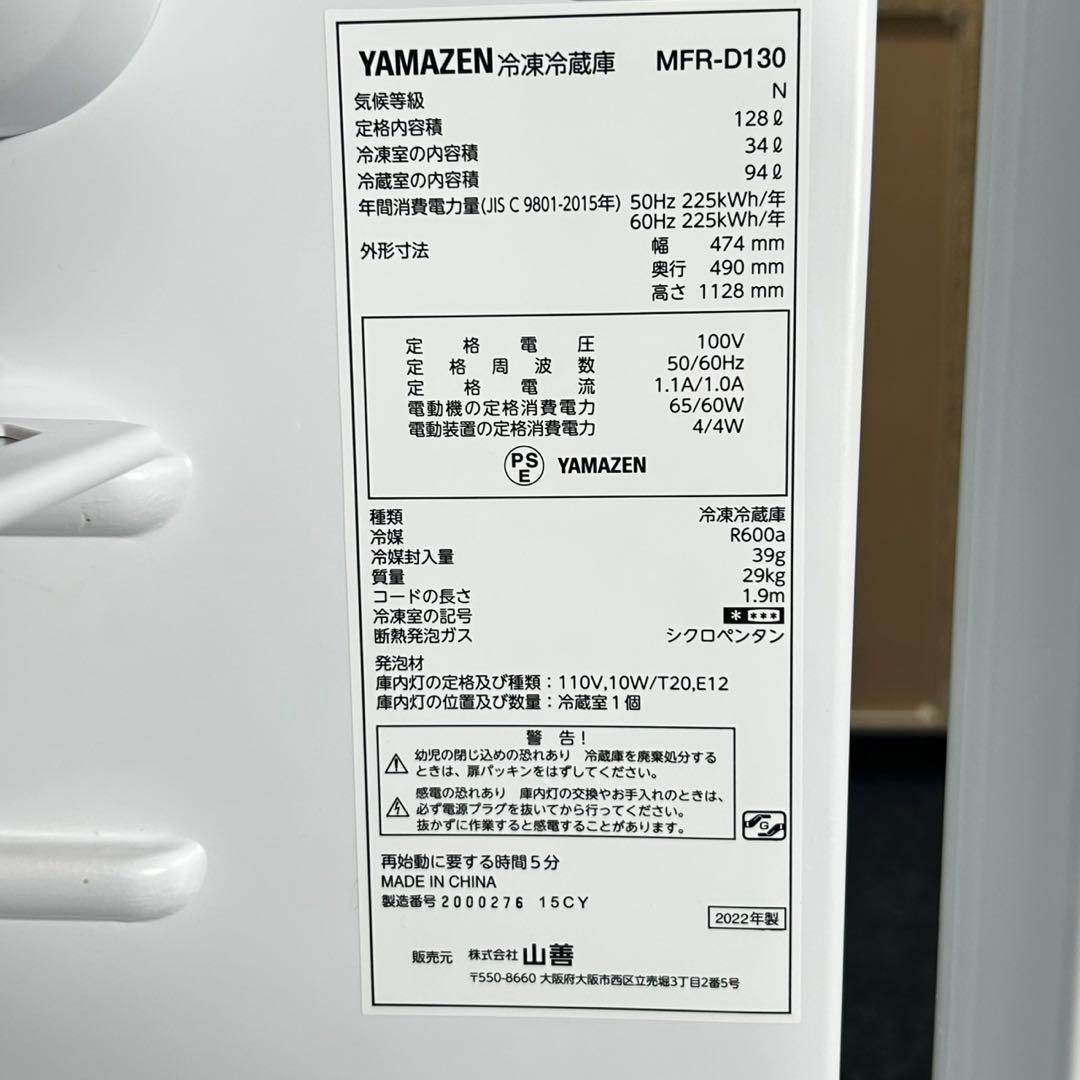 YAMAZEN 冷凍冷蔵庫 MFR-D130
気候等級 N
定格内容積 128ℓ
冷凍室の内容積 34ℓ
冷蔵室の内容積 94ℓ
年間消費電力量(JIS C 9801-2015年) 50Hz 225kWh/年
60Hz 225kWh/年
外形寸法 幅 474 mm
奥行 490 mm
高さ 1128 mm
定格電圧 100V
定格周波数 50/60Hz
定格電流 1.1A/1.0A
電動機の定格消費電力 65/60W
電動装置の定格消費電力 4/4W
PSE YAMAZEN
種類 冷凍冷蔵庫
冷媒 R600a
冷媒封入量 39g
質量 29kg
コードの長さ 1.9m
冷凍室の記号 * ***
断熱発泡ガス シクロペンタン
発泡材
庫内灯の定格及び種類：110V,10W/T20,E12
庫内灯の位置及び数量：冷蔵室1個
警 告！
幼児の閉じ込めの恐れあり 冷蔵庫を廃棄処分する
ときは、扉パッキンをはずしてください。
感電の恐れあり 庫内灯の交換やお手入れのときは、
必ず電源プラグを抜いてから行ってください。
抜かずに作業すると感電することがあります。
G
再始動に要する時間5分
MADE IN CHINA
製造番号 2000276 15CY
2022年製
販売元 株式会社 山善
〒550-8660 大阪府大阪市西区立売堀3丁目2番5号